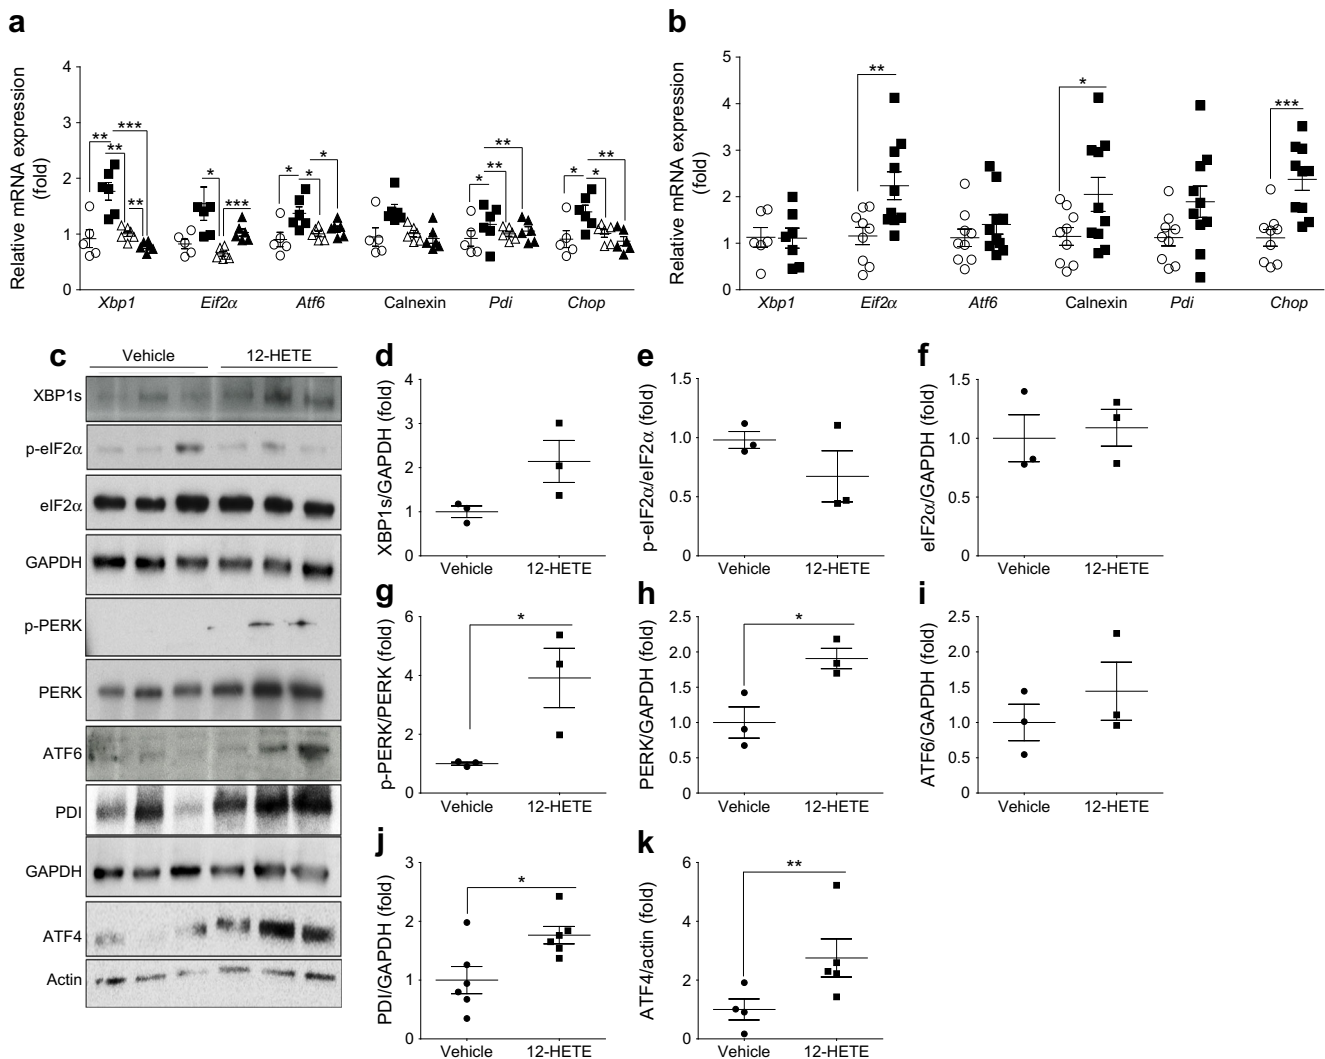 a
Relative mRNA expression
(fold)
4
3
2
1
0
** *** ** **
* ***
* * *
* ** **
* * **
Xbp1 Eif2α Atf6 Calnexin Pdi Chop
b
Relative mRNA expression
(fold)
5
4
3
2
1
0
** * ***
Xbp1 Eif2α Atf6 Calnexin Pdi Chop
c
Vehicle 12-HETE
XBP1s
p-eIF2α
eIF2α
GAPDH
p-PERK
PERK
ATF6
PDI
GAPDH
ATF4
Actin
d
XBP1s/GAPDH (fold)
4
3
2
1
0
Vehicle 12-HETE
e
p-eIF2α/eIF2α (fold)
1.5
1.0
0.5
0
Vehicle 12-HETE
f
eIF2α/GAPDH (fold)
1.5
1.0
0.5
0
Vehicle 12-HETE
g
p-PERK/PERK (fold)
6
4
2
0
*
Vehicle 12-HETE
h
PERK/GAPDH (fold)
2.5
2.0
1.5
1.0
0.5
0
*
Vehicle 12-HETE
i
ATF6/GAPDH (fold)
2.5
2.0
1.5
1.0
0.5
0
Vehicle 12-HETE
j
PDI/GAPDH (fold)
3
2
1
0
*
Vehicle 12-HETE
k
ATF4/actin (fold)
6
4
2
0
**
Vehicle 12-HETE